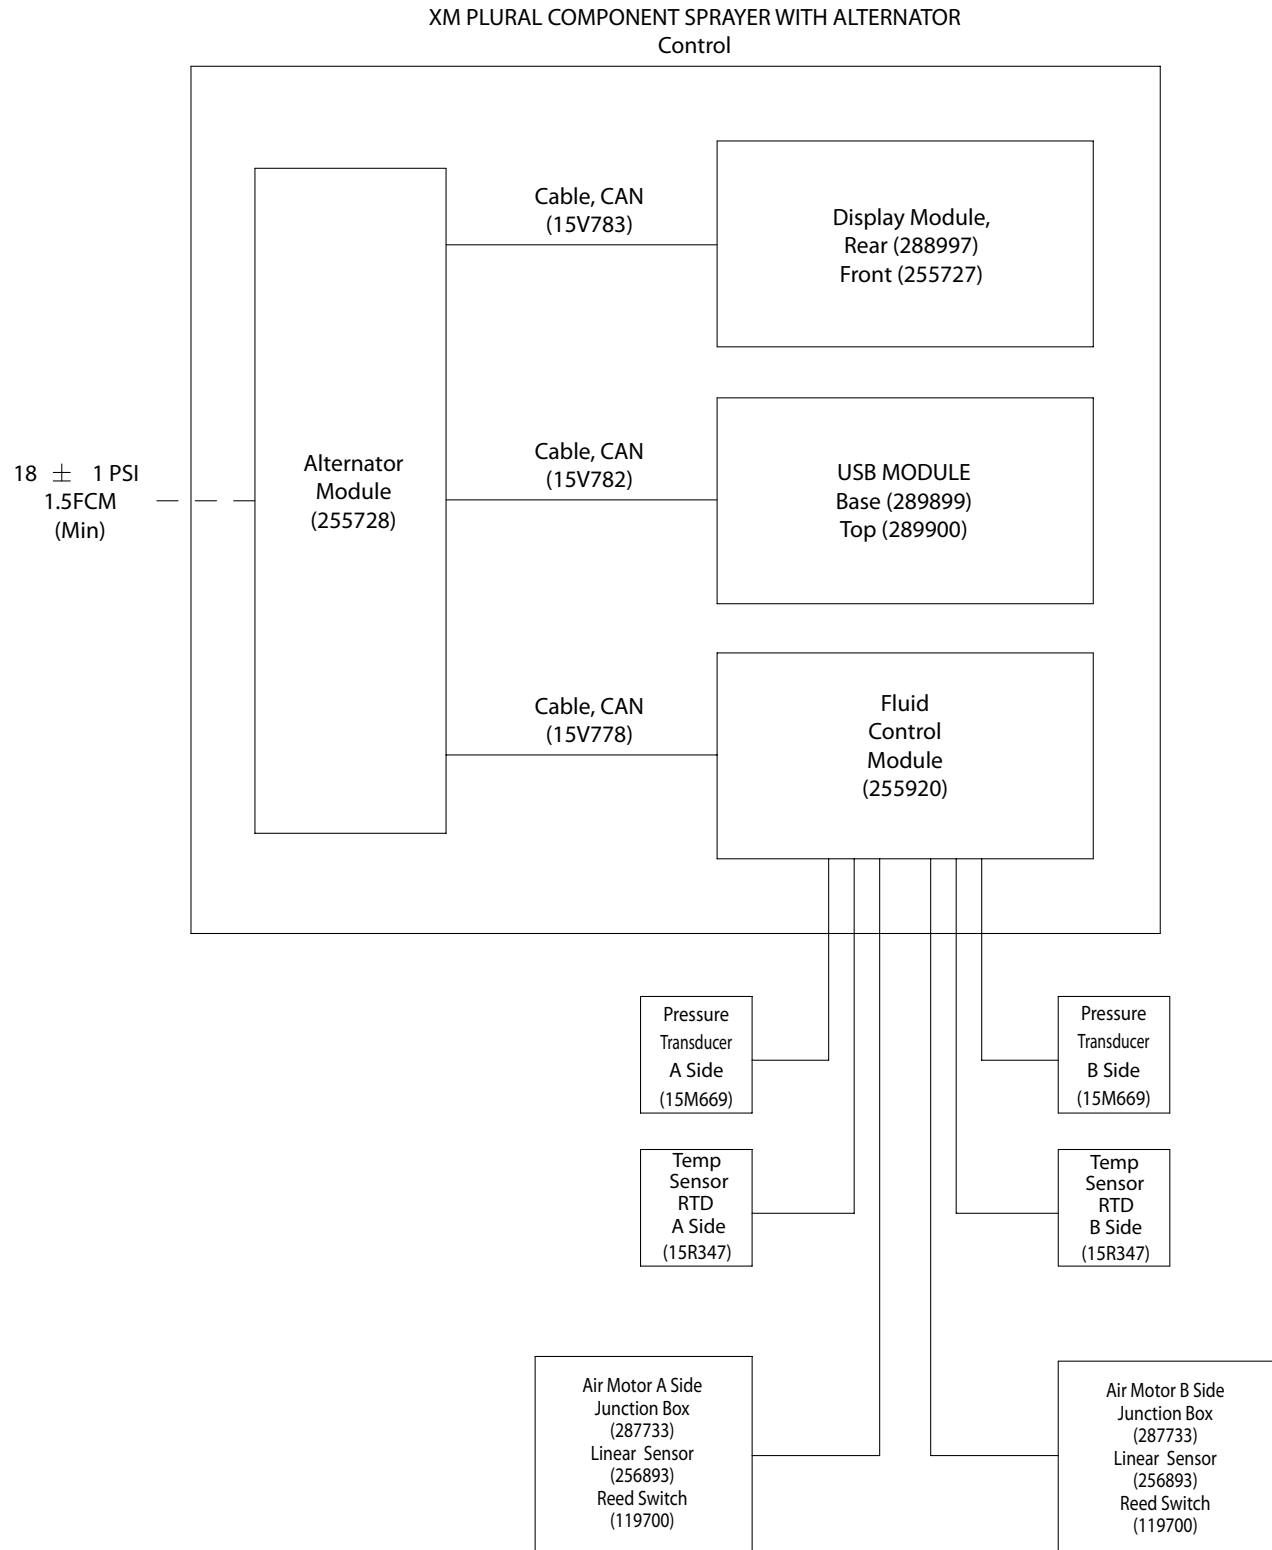 XM PLURAL COMPONENT SPRAYER WITH ALTERNATOR
Control
Cable, CAN
(15V783)
Display Module,
Rear (288997)
Front (255727)
18 ± 1 PSI
1.5FCM
(Min)
Alternator
Module
(255728)
Cable, CAN
(15V782)
USB MODULE
Base (289899)
Top (289900)
Cable, CAN
(15V778)
Fluid
Control
Module
(255920)
Pressure
Transducer
A Side
(15M669)
Pressure
Transducer
B Side
(15M669)
Temp
Sensor
RTD
A Side
(15R347)
Temp
Sensor
RTD
B Side
(15R347)
Air Motor A Side
Junction Box
(287733)
Linear Sensor
(256893)
Reed Switch
(119700)
Air Motor B Side
Junction Box
(287733)
Linear Sensor
(256893)
Reed Switch
(119700)